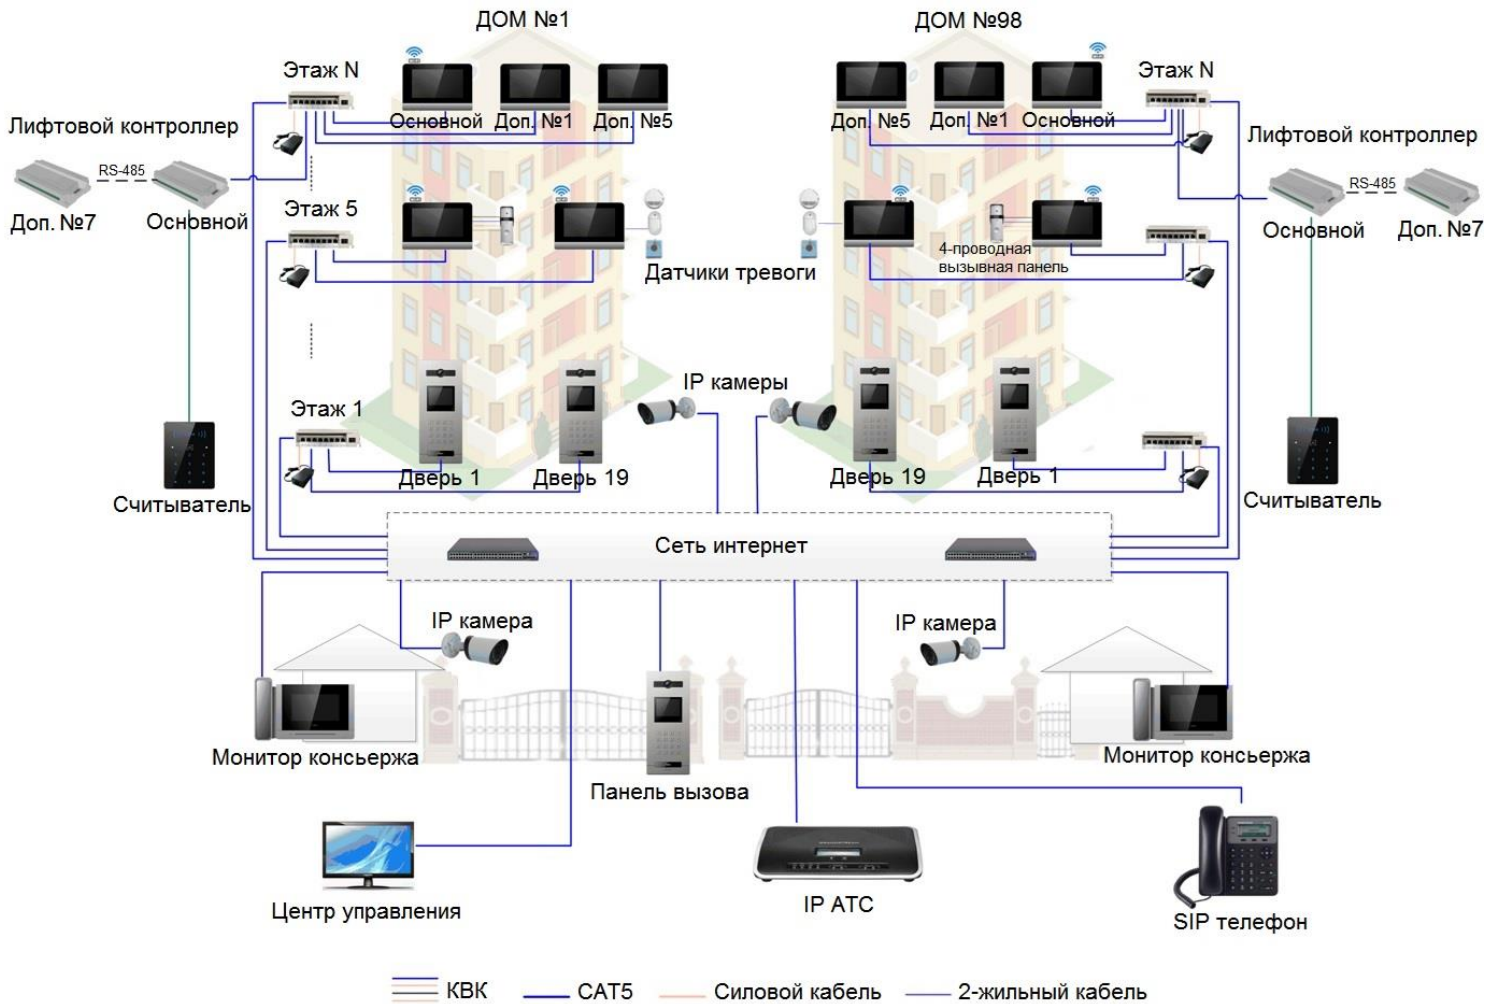 ДОМ №1
ДОМ №98
Этаж N
Этаж N
Основной
Доп. №1
Доп. №5
Доп. №5
Доп. №1
Основной
Лифтовой контроллер
Лифтовой контроллер
RS-485
RS-485
Доп. №7
Основной
Этаж 5
Основной
Доп. №7
4-проводная
вызывная панель
Датчики тревоги
IP камеры
Этаж 1
Дверь 1
Дверь 19
Дверь 19
Дверь 1
Считыватель
Считыватель
Сеть интернет
IP камера
IP камера
Монитор консьержа
Монитор консьержа
Панель вызова
Центр управления
IP АТС
SIP телефон
КВК
CAT5
Силовой кабель
2-жильный кабель